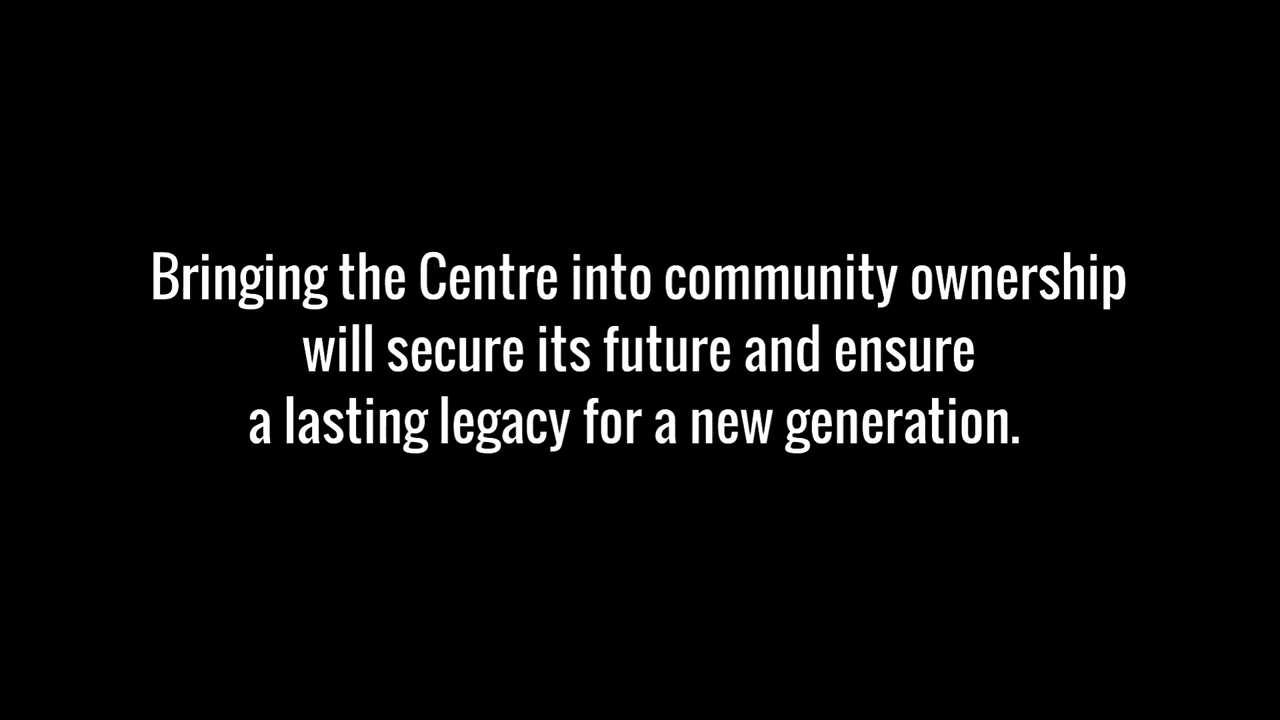 Bringing the Centre into community ownership
will secure its future and ensure
a lasting legacy for a new generation.